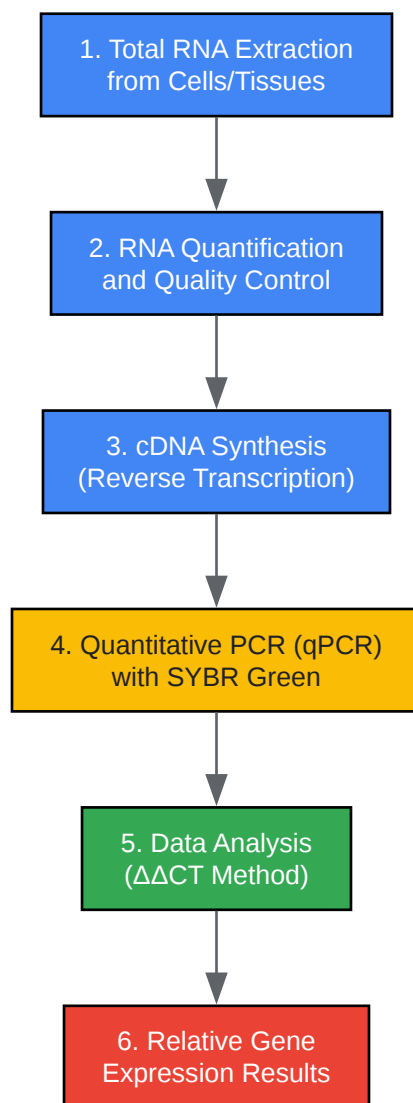 1. Total RNA Extraction
from Cells/Tissues
2. RNA Quantification
and Quality Control
3. cDNA Synthesis
(Reverse Transcription)
4. Quantitative PCR (qPCR)
with SYBR Green
5. Data Analysis
(ΔΔCT Method)
6. Relative Gene
Expression Results